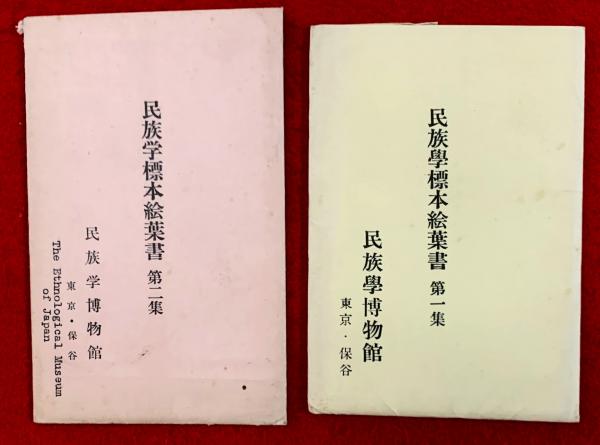 民族学標本絵葉書 第二集
民族学博物館
東京・保谷
The Ethnological Museum
of Japan
民族學標本絵葉書 第一集
民族學博物館
東京・保谷